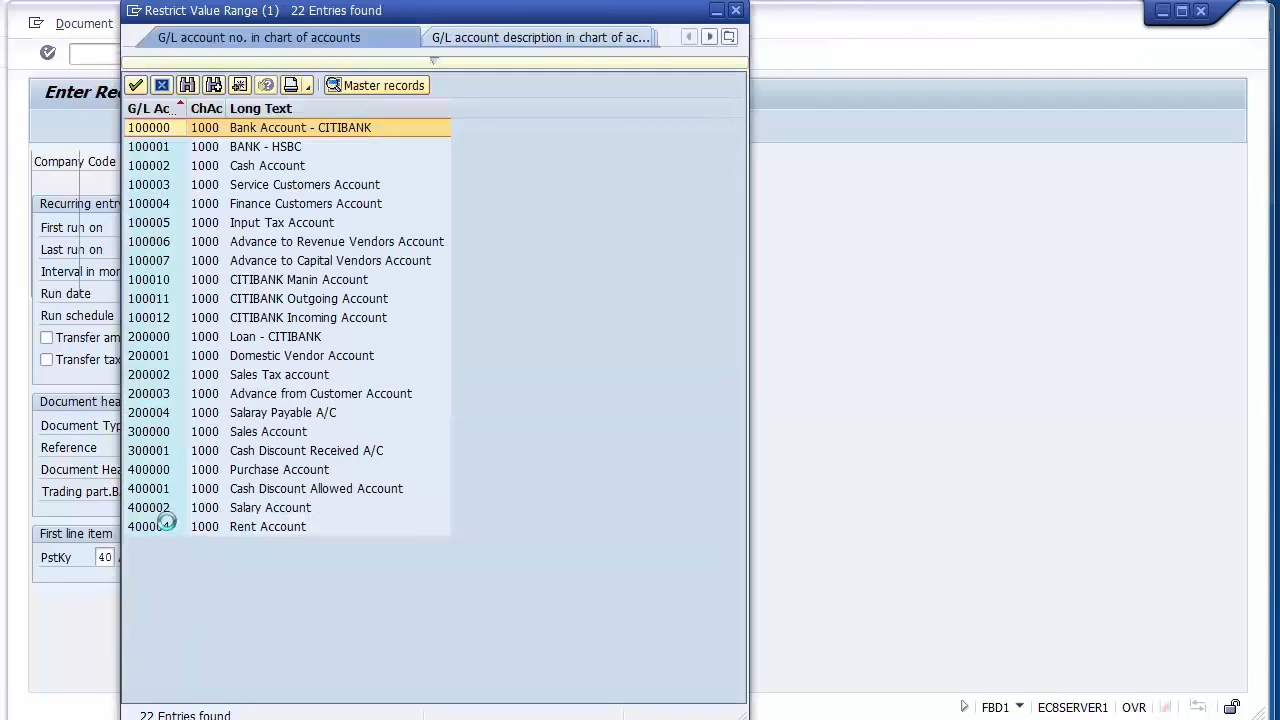 Restrict Value Range (1) 22 Entries found
Document
G/L account no. in chart of accounts
G/L account description in chart of ac...
Master records
Enter Rec
G/L Ac.. ChAc Long Text
100000 1000 Bank Account - CITIBANK
100001 1000 BANK - HSBC
Company Code
100002 1000 Cash Account
100003 1000 Service Customers Account
Recurring entry
100004 1000 Finance Customers Account
First run on
100005 1000 Input Tax Account
Last run on
100006 1000 Advance to Revenue Vendors Account
100007 1000 Advance to Capital Vendors Account
Interval in mon
100010 1000 CITIBANK Manin Account
Run date
100011 1000 CITIBANK Outgoing Account
Run schedule
100012 1000 CITIBANK Incoming Account
Transfer am
200000 1000 Loan - CITIBANK
Transfer tax
200001 1000 Domestic Vendor Account
200002 1000 Sales Tax account
Document hea
200003 1000 Advance from Customer Account
200004 1000 Salaray Payable A/C
Document Typ
300000 1000 Sales Account
Reference
300001 1000 Cash Discount Received A/C
Document Hea
400000 1000 Purchase Account
Trading part.B
400001 1000 Cash Discount Allowed Account
400002 1000 Salary Account
First line item
1000 Rent Account
PstKy 40
22 Entries found
FBD1 EC8SERVER1 OVR